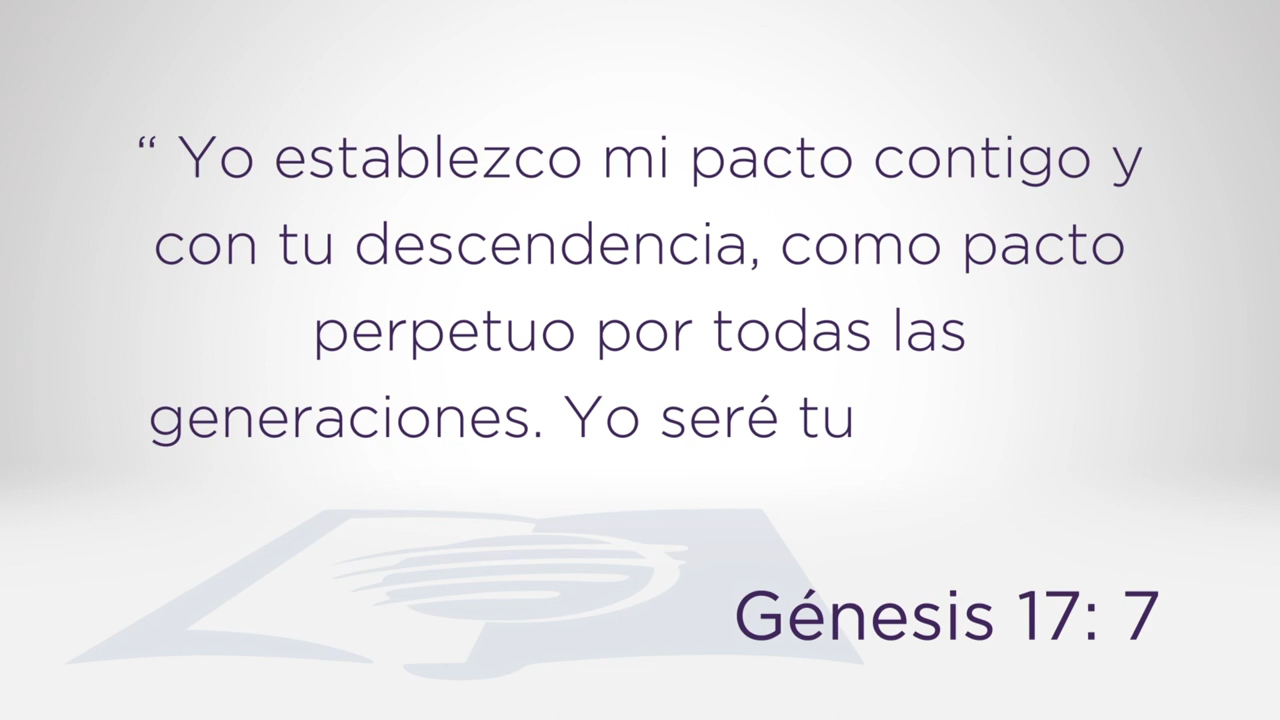 “ Yo establezco mi pacto contigo y
con tu descendencia, como pacto
perpetuo por todas las
generaciones. Yo seré tu
Génesis 17: 7